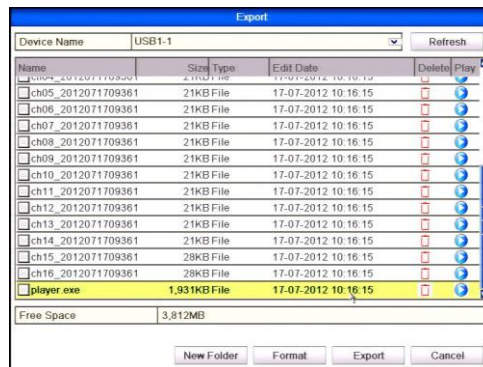 Export
Device Name USB1-1 Refresh
Name Size Type Edit Date Delete Play
ch05_2012071709361 21KB File 17-07-2012 10:16:15
ch06_2012071709361 21KB File 17-07-2012 10:16:15
ch07_2012071709361 21KB File 17-07-2012 10:16:15
ch08_2012071709361 21KB File 17-07-2012 10:16:15
ch09_2012071709361 21KB File 17-07-2012 10:16:15
ch10_2012071709361 21KB File 17-07-2012 10:16:15
ch11_2012071709361 21KB File 17-07-2012 10:16:15
ch12_2012071709361 21KB File 17-07-2012 10:16:15
ch13_2012071709361 21KB File 17-07-2012 10:16:15
ch14_2012071709361 21KB File 17-07-2012 10:16:15
ch15_2012071709361 28KB File 17-07-2012 10:16:15
ch16_2012071709361 28KB File 17-07-2012 10:16:15
player.exe 1,931KB File 17-07-2012 10:16:15
Free Space 3,812MB
New Folder Format Export Cancel